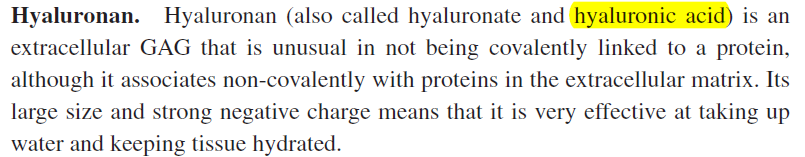 Hyaluronan. Hyaluronan (also called hyaluronate and hyaluronic acid) is an
extracellular GAG that is unusual in not being covalently linked to a protein,
although it associates non-covalently with proteins in the extracellular matrix. Its
large size and strong negative charge means that it is very effective at taking up
water and keeping tissue hydrated.